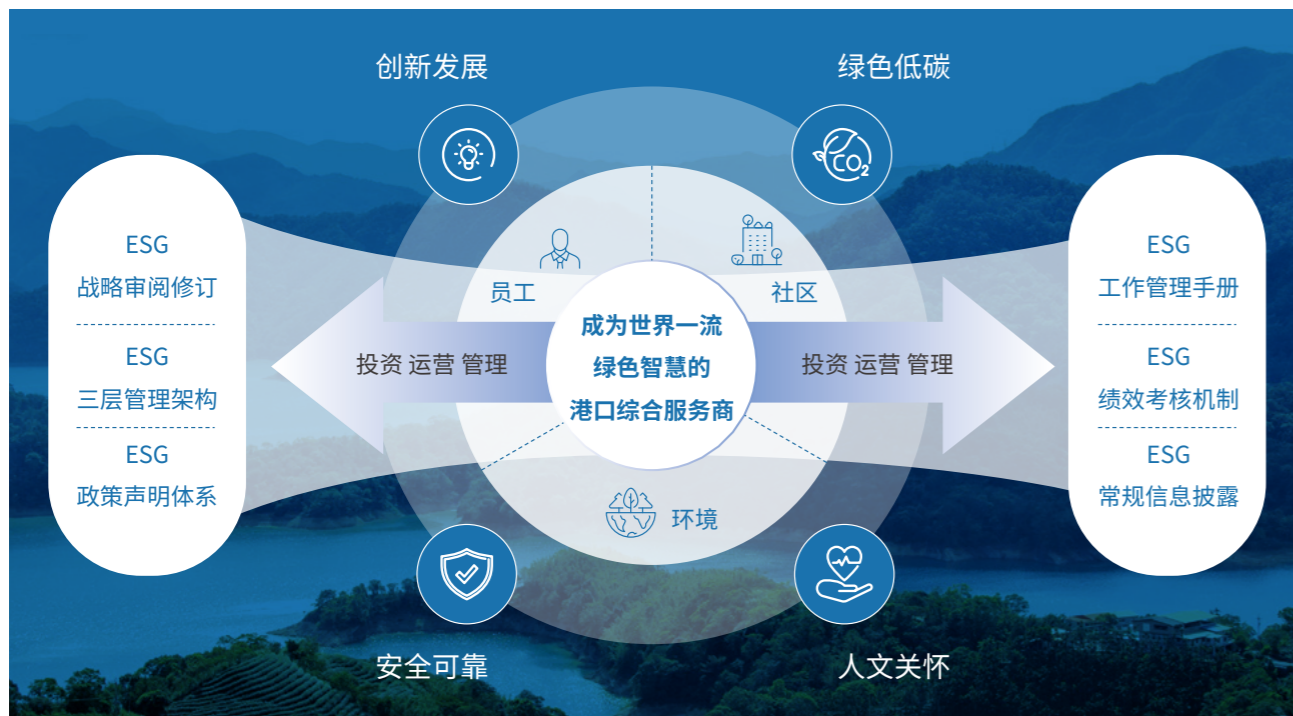 创新发展
绿色低碳
ESG
战略审阅修订
ESG
三层管理架构
ESG
政策声明体系
员工
社区
投资 运营 管理
成为世界一流
绿色智慧的
港口综合服务商
投资 运营 管理
环境
ESG
工作管理手册
ESG
绩效考核机制
ESG
常规信息披露
CO2
安全可靠
人文关怀